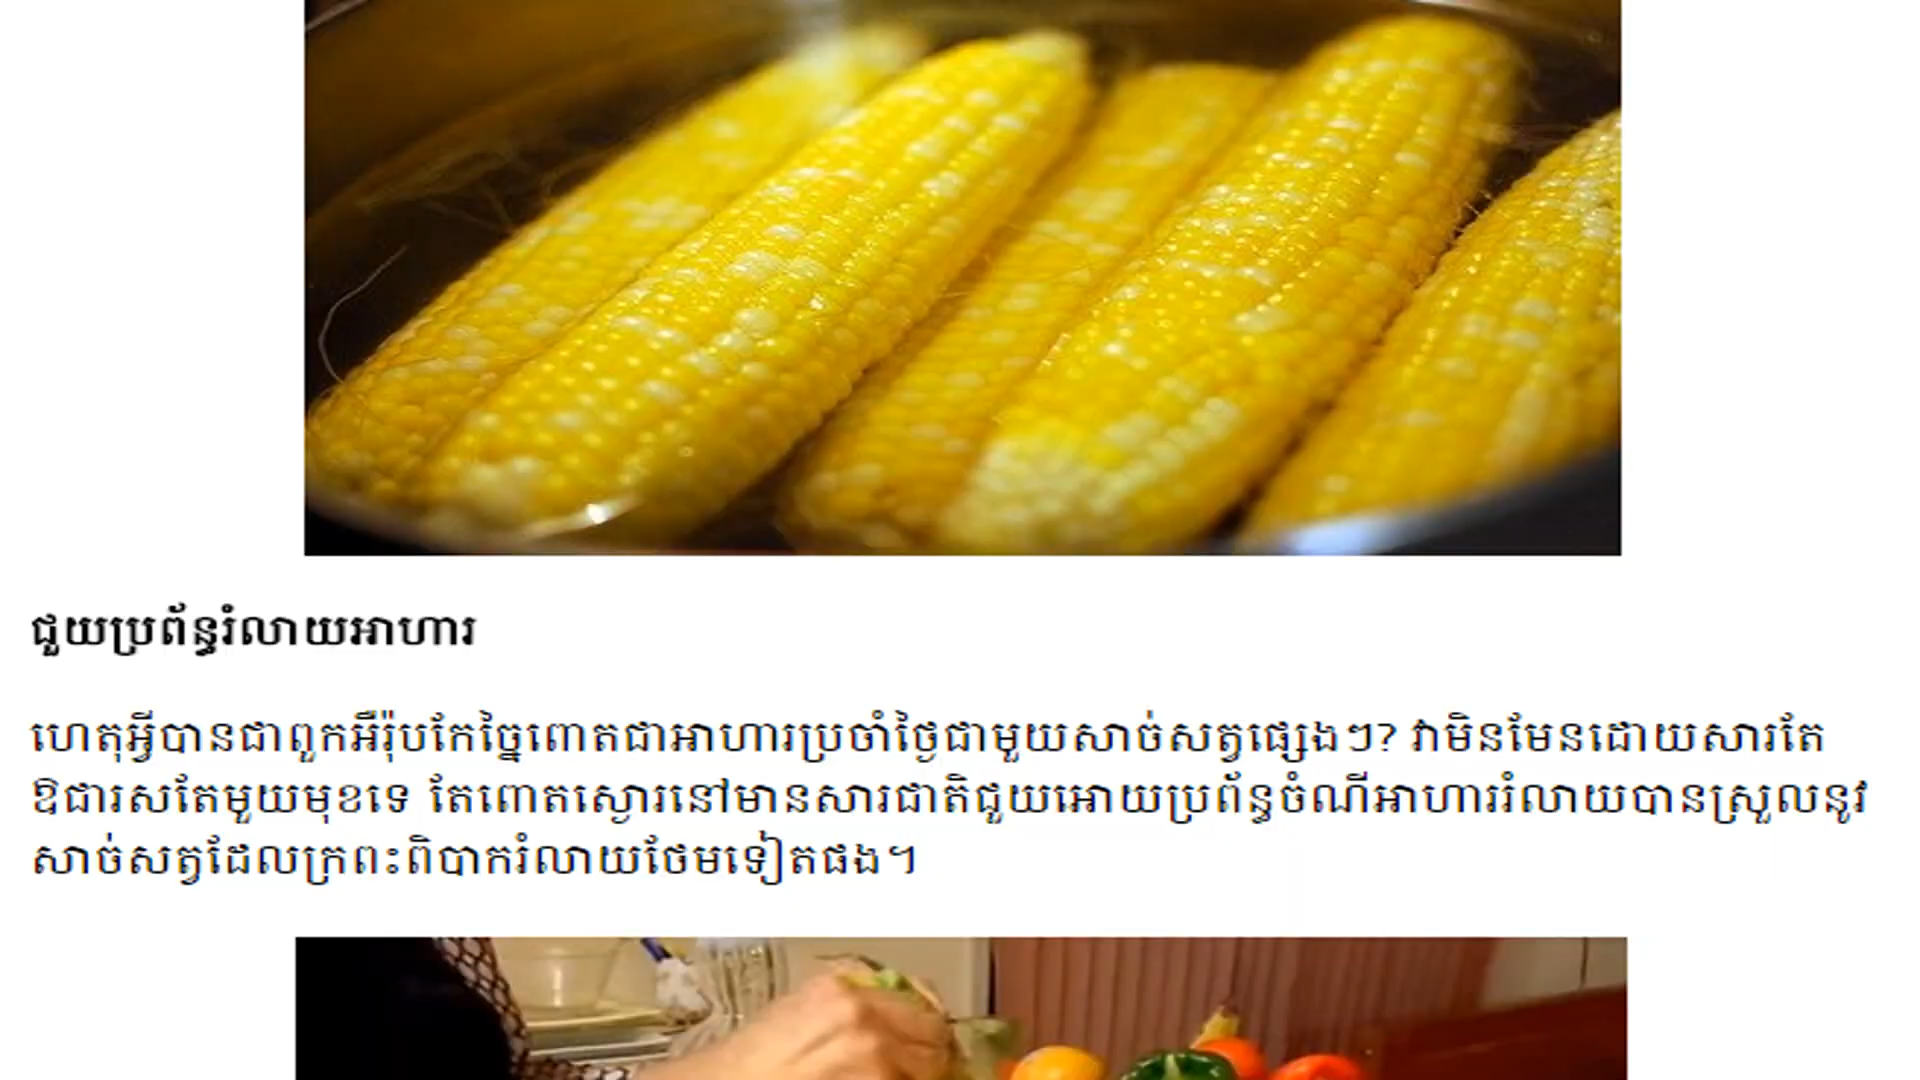 ជួយប្រព័ន្ធរំលាយអាហារ
ហេតុអ្វីបានជាពួកអឺរ៉ុបកែច្នៃពោតជាអាហារប្រចាំថ្ងៃជាមួយសាច់សត្វផ្សេងៗ? វាមិនមែនដោយសារតែ
ឱជារសតែមួយមុខទេ តែពោតស្ងោរនៅមានសារជាតិជួយអោយប្រព័ន្ធចំណីអាហាររំលាយបានស្រួលនូវ
សាច់សត្វដែលក្រពះពិបាករំលាយថែមទៀតផង។